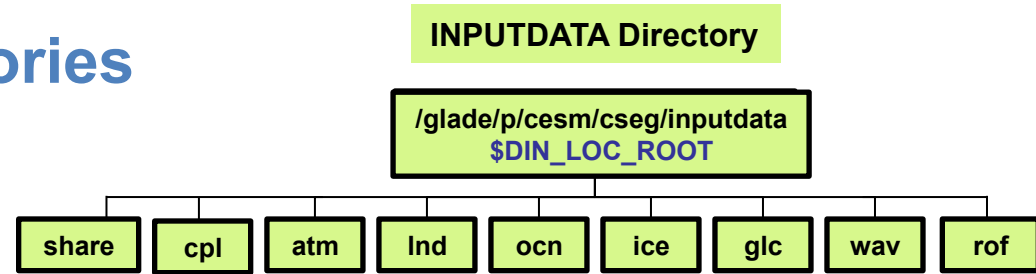 INPUTDATA Directory
ories
/glade/p/cesm/cseg/inputdata
$DIN_LOC_ROOT
share cpl atm lnd ocn ice glc wav rof